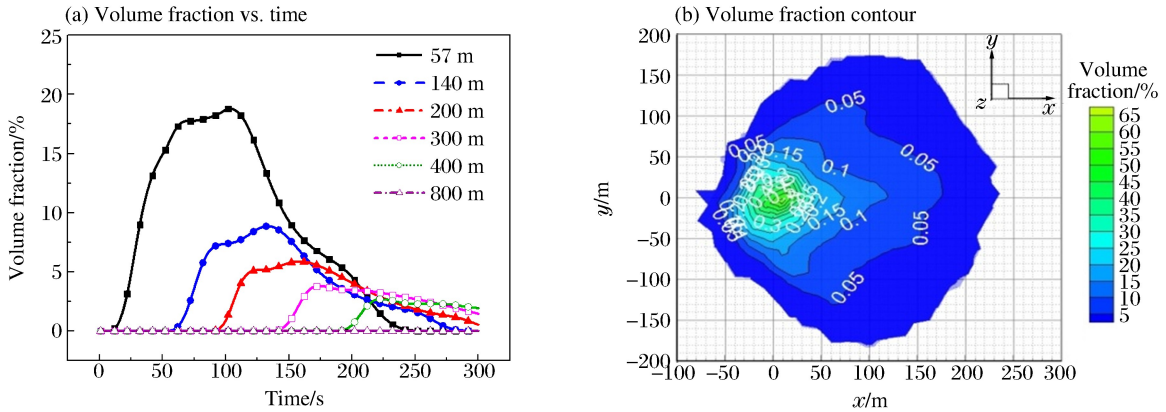 (a) Volume fraction vs. time
25
20
15
10
5
0
Volume fraction/%
0 50 100 150 200 250 300
Time/s
57 m
140 m
200 m
300 m
400 m
800 m
(b) Volume fraction contour
200
150
100
50
0
−50
−100
−150
−200
y/m
−100 −50 0 50 100 150 200 250 300
x/m
y
z
x
0.05
0.05
0.05
0.15
0.1
0.05
0.15
0.1
0.05
0.05
Volume
fraction/%
65
55
50
45
40
35
30
25
20
15
10
5